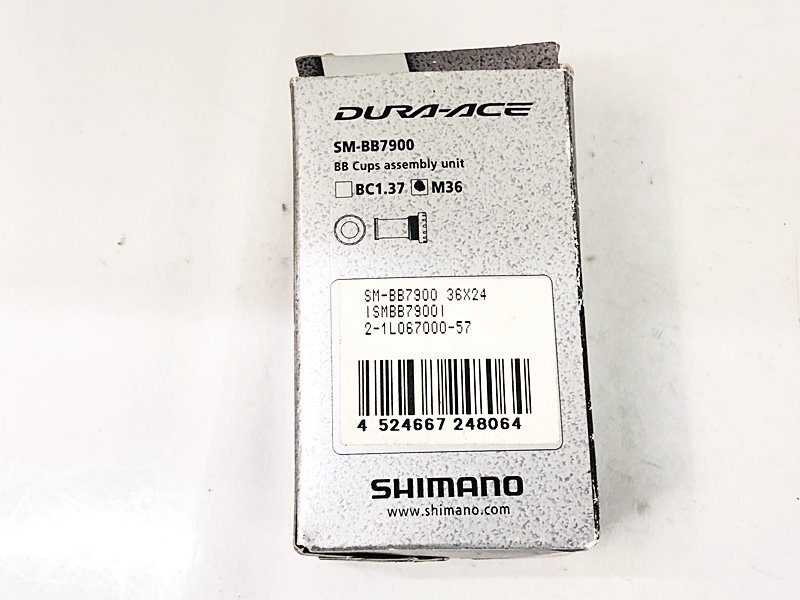 DURA-ACE
SM-BB7900
BB Cups assembly unit
BC1.37 M36
SM-BB7900 36X24
ISMBB7900I
2-1L067000-57
4 524667 248064
SHIMANO
www.shimano.com